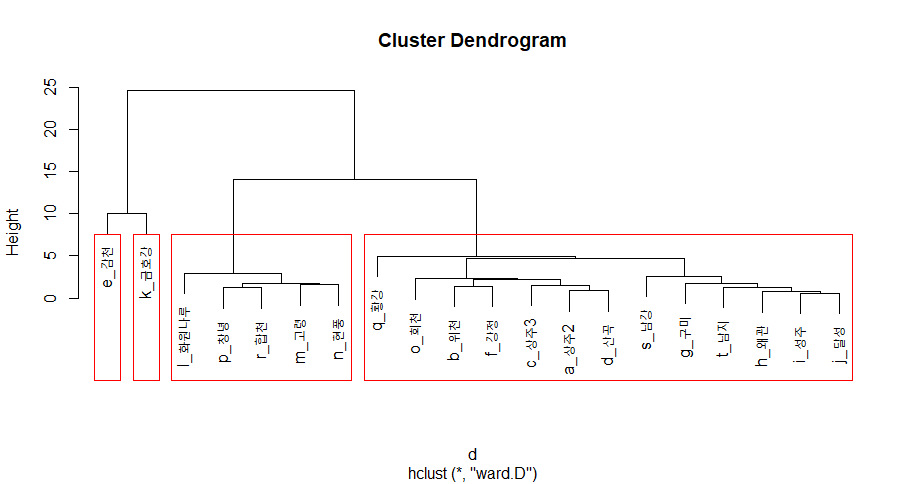 Cluster Dendrogram
Height
25
20
15
10
5
0
e_감천
k_금호강
l_화원나루
p_창녕
r_합천
m_고령
n_현풍
q_황강
o_회천
b_위천
f_강정
c_상주3
a_상주2
d_산곡
s_남강
g_구미
t_남지
h_왜관
i_성주
j_달성
d
hclust (*, "ward.D")